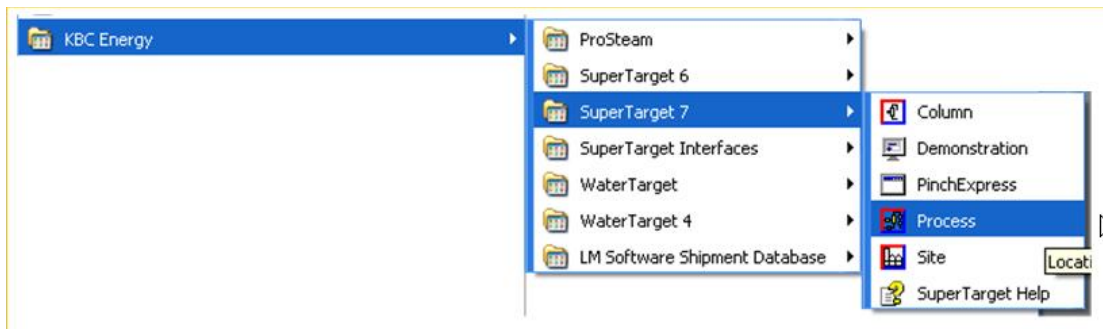 KBC Energy
ProSteam
SuperTarget 6
SuperTarget 7
SuperTarget Interfaces
WaterTarget
WaterTarget 4
LM Software Shipment Database
Column
Demonstration
PinchExpress
Process
Site
Locati
SuperTarget Help